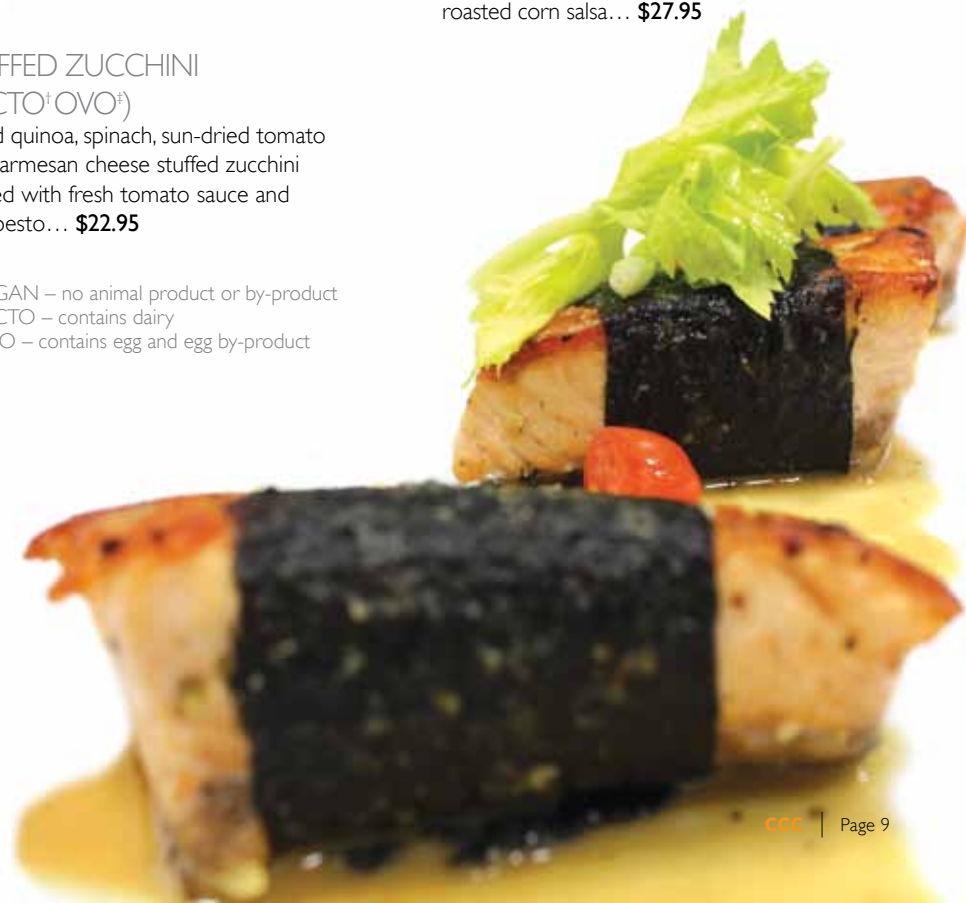 FFED ZUCCHINI
CTO† OVO‡)
d quinoa, spinach, sun-dried tomato
armesan cheese stuffed zucchini
ed with fresh tomato sauce and
pesto… $22.95
GAN – no animal product or by-product
CTO – contains dairy
O – contains egg and egg by-product
roasted corn salsa… $27.95
CCC | Page 9